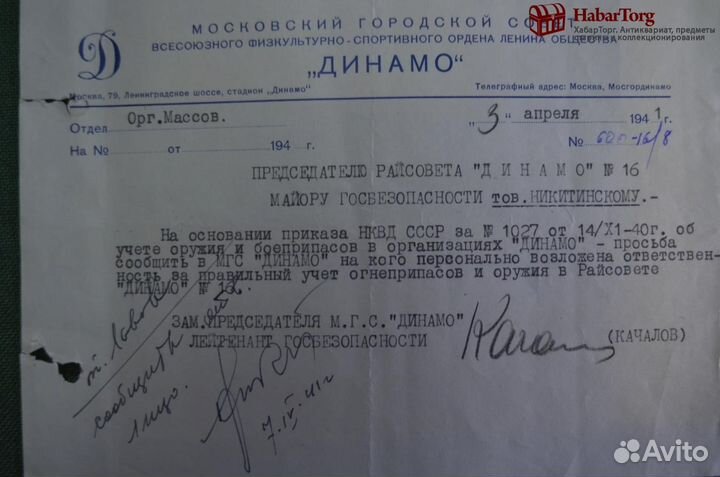 МОСКОВСКИЙ ГОРОДСКОЙ СОВЕТ
ВСЕСОЮЗНОГО ФИЗКУЛЬТУРНО-СПОРТИВНОГО ОРДЕНА ЛЕНИНА ОБЩЕСТВА
Д
„ДИНАМО“
HabarTorg
ХабарТорг. Антиквариат, предметы
коллекционирования
Москва, 79, Ленинградское шоссе, стадион „Динамо“ Телеграфный адрес: Москва, Мосгординамо
Отдел Орг.Массов. „3“ апреля 1941 г.
На № от 194 г. №
ПРЕДСЕДАТЕЛЮ РАЙСОВЕТА "ДИНАМО" № 16
МАЙОРУ ГОСБЕЗОПАСНОСТИ тов.НИКИТИНСКОМУ.-
На основании приказа НКВД СССР за № 1027 от 14/XI-40г. об
учете оружия и боеприпасов в организациях "ДИНАМО" - просьба
сообщить в МГС "ДИНАМО" на кого персонально возложена ответствен-
ность за правильный учет огнеприпасов и оружия в Райсовете
"ДИНАМО" № 16.
ЗАМ.ПРЕДСЕДАТЕЛЯ М.Г.С."ДИНАМО"
ЛЕЙТЕНАНТ ГОСБЕЗОПАСНОСТИ (КАЧАЛОВ)
т.
сообщить
лицо.
7.IV.41г
Avito